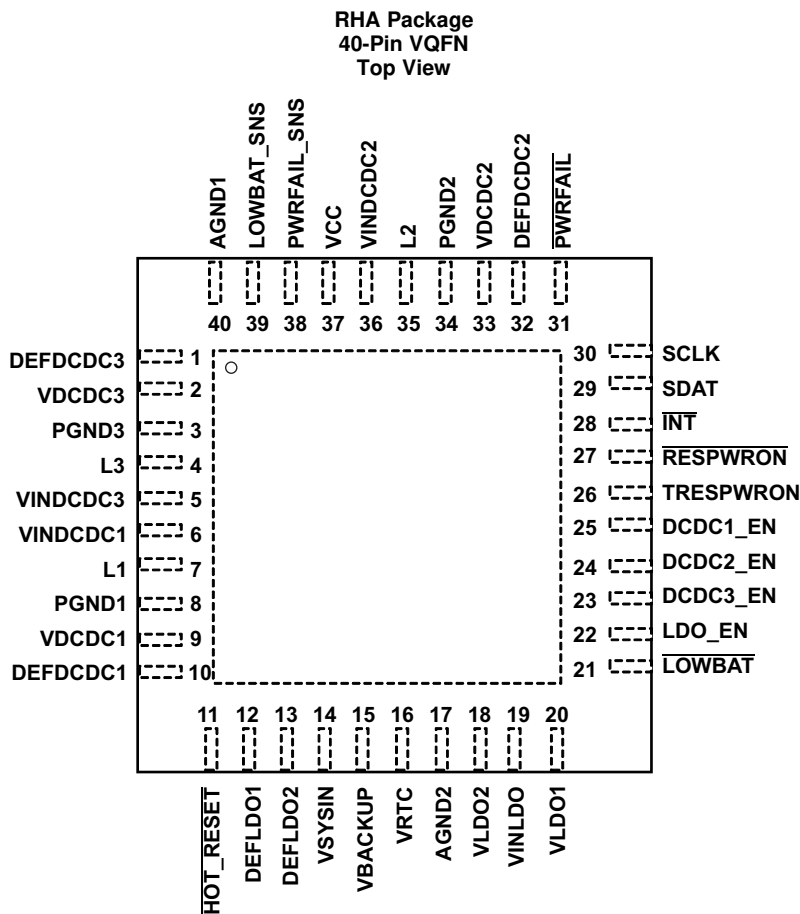 RHA Package
40-Pin VQFN
Top View
AGND1
LOWBAT_SNS
PWRFAIL_SNS
VCC
VINDCDC2
L2
PGND2
VDCDC2
DEFDCDC2
PWRFAIL
40 39 38 37 36 35 34 33 32 31
DEFDCDC3 1
VDCDC3 2
PGND3 3
L3 4
VINDCDC3 5
VINDCDC1 6
L1 7
PGND1 8
VDCDC1 9
DEFDCDC1 10
30 SCLK
29 SDAT
28 INT
27 RESPWRON
26 TRESPWRON
25 DCDC1_EN
24 DCDC2_EN
23 DCDC3_EN
22 LDO_EN
21 LOWBAT
11 12 13 14 15 16 17 18 19 20
HOT_RESET
DEFLDO1
DEFLDO2
VSYSIN
VBACKUP
VRTC
AGND2
VLDO2
VINLDO
VLDO1